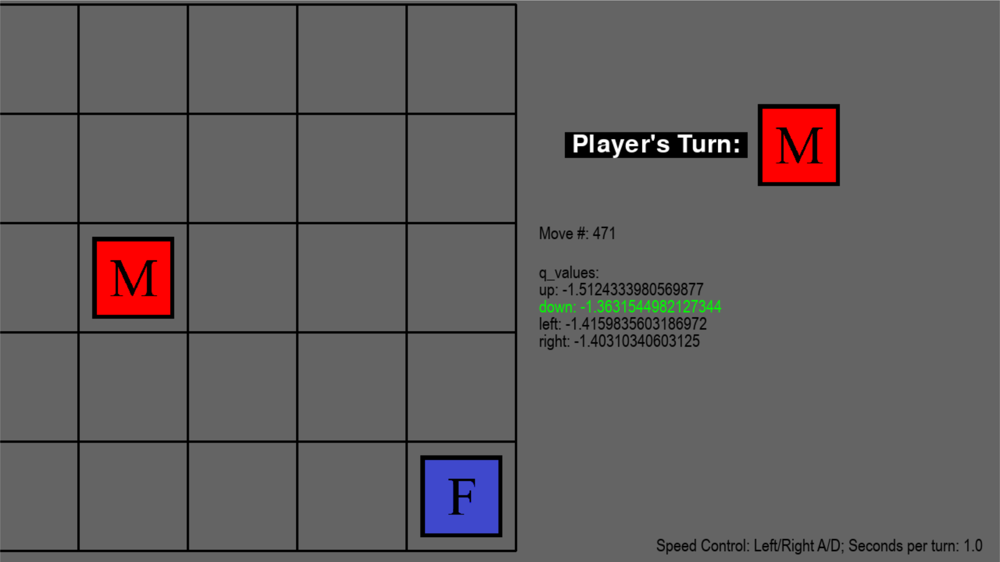 Player's Turn:
M
Move #: 471
M
q_values:
up: -1.5124333980569877
down: -1.3631544982127344
left: -1.4159835603186972
right: -1.40310340603125
F
Speed Control: Left/Right A/D; Seconds per turn: 1.0